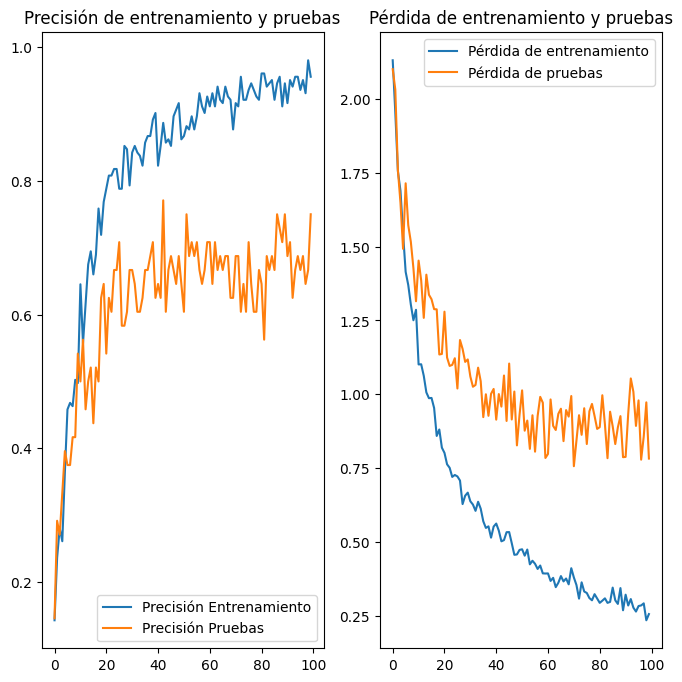 Precisión de entrenamiento y pruebas
1.0
0.8
0.6
0.4
0.2
0 20 40 60 80 100
Precisión Entrenamiento
Precisión Pruebas
Pérdida de entrenamiento y pruebas
Pérdida de entrenamiento
Pérdida de pruebas
2.00
1.75
1.50
1.25
1.00
0.75
0.50
0.25
0 20 40 60 80 100